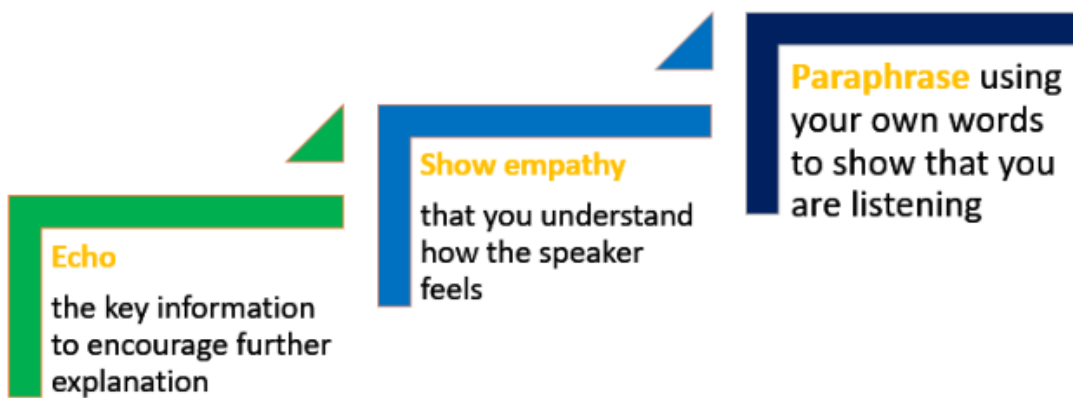 Echo
the key information
to encourage further
explanation
Show empathy
that you understand
how the speaker
feels
Paraphrase using
your own words
to show that you
are listening